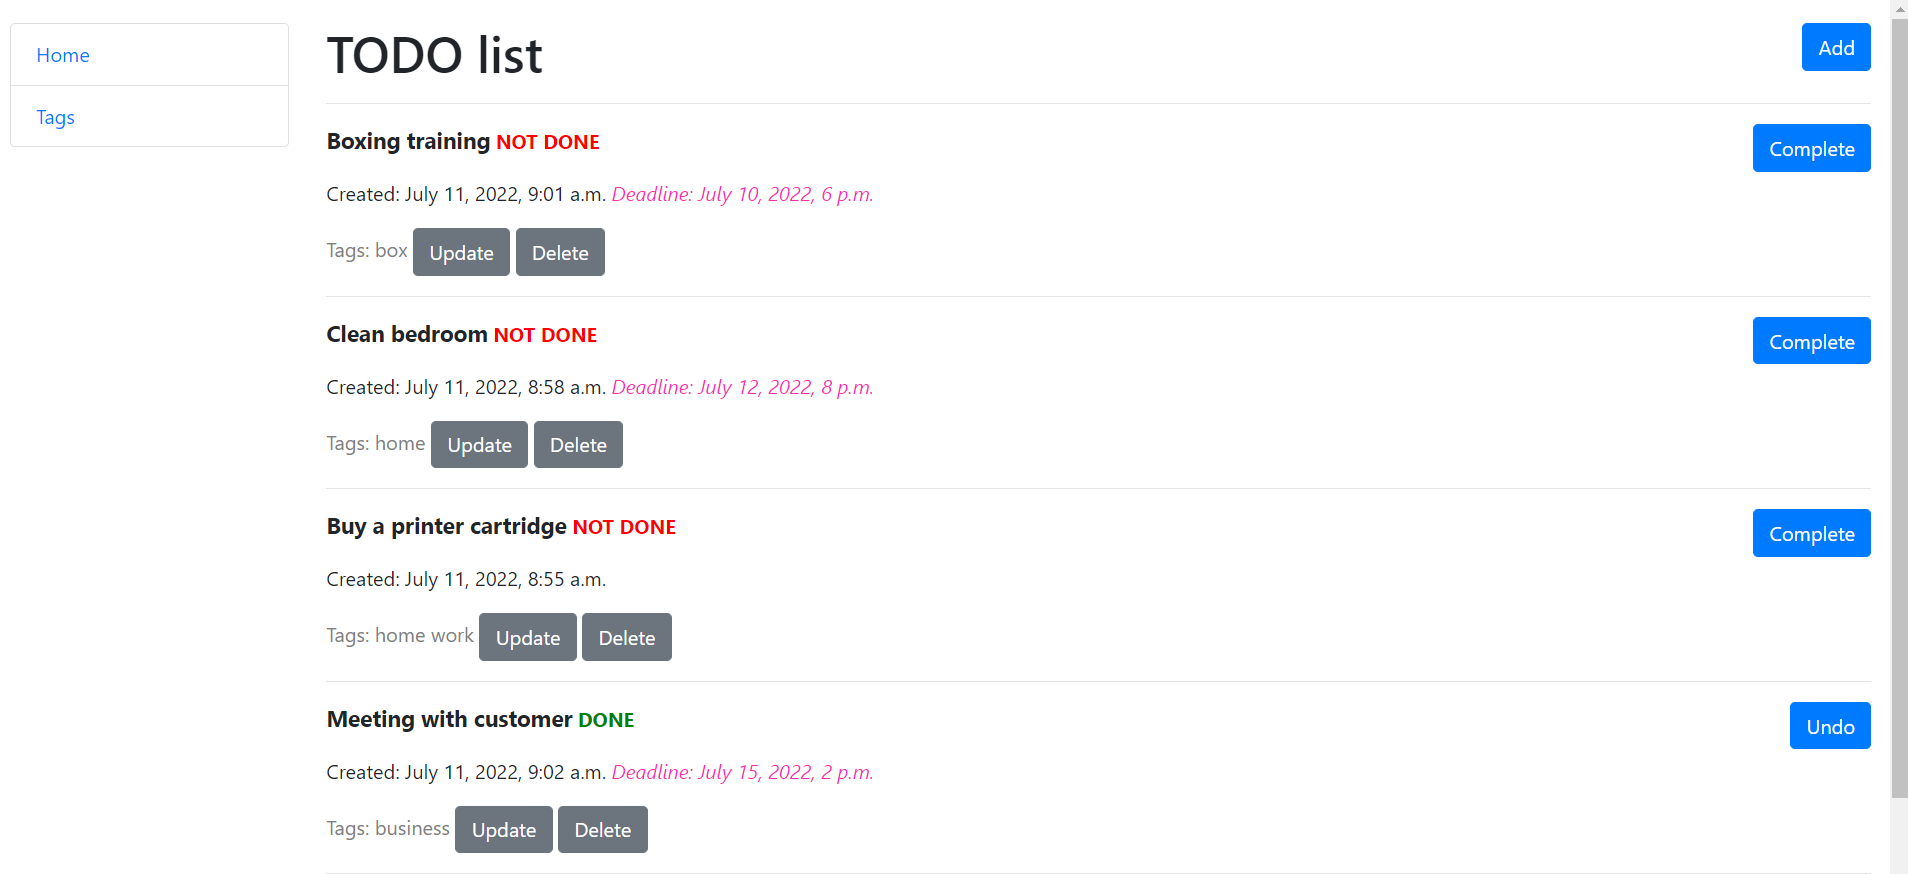 Home
Tags
TODO list
Add
Boxing training NOT DONE
Complete
Created: July 11, 2022, 9:01 a.m. Deadline: July 10, 2022, 6 p.m.
Tags: box Update Delete
Clean bedroom NOT DONE
Complete
Created: July 11, 2022, 8:58 a.m. Deadline: July 12, 2022, 8 p.m.
Tags: home Update Delete
Buy a printer cartridge NOT DONE
Complete
Created: July 11, 2022, 8:55 a.m.
Tags: home work Update Delete
Meeting with customer DONE
Undo
Created: July 11, 2022, 9:02 a.m. Deadline: July 15, 2022, 2 p.m.
Tags: business Update Delete